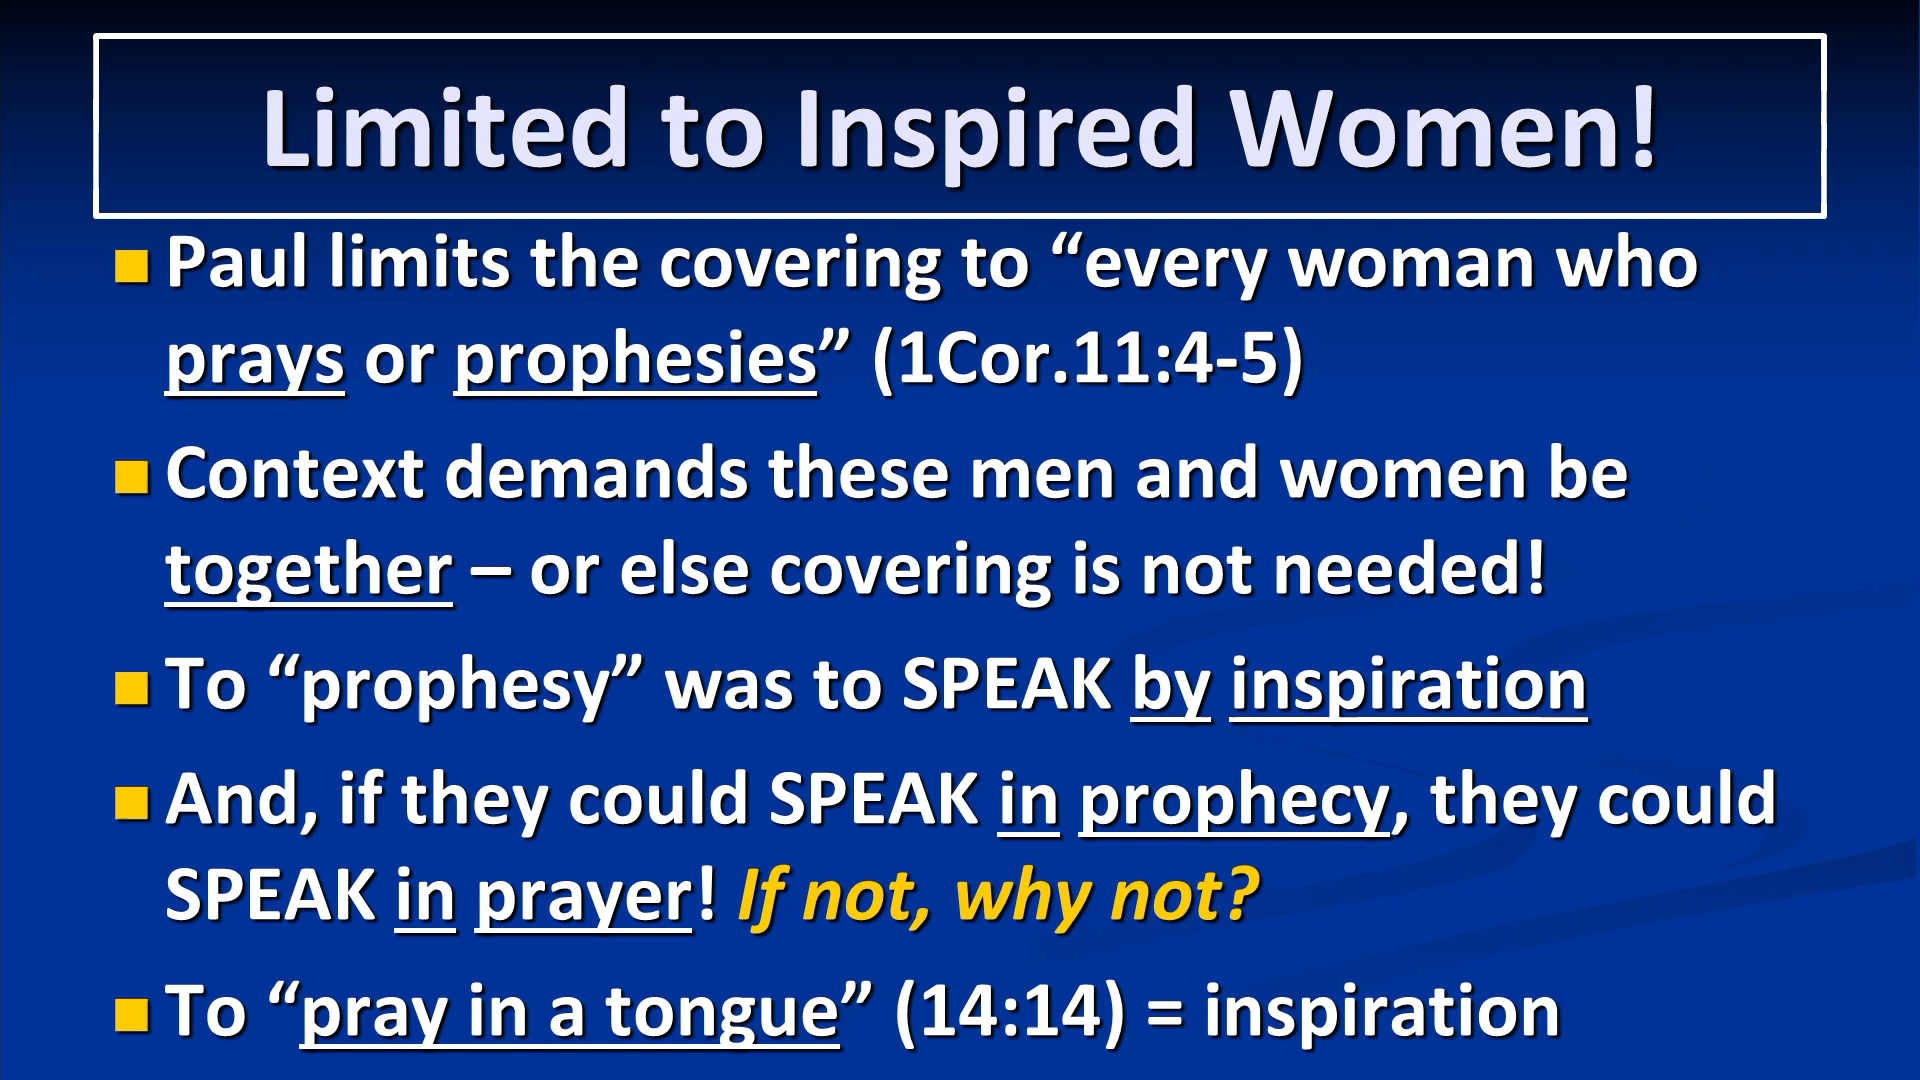 Limited to Inspired Women!
Paul limits the covering to “every woman who
prays or prophesies” (1Cor.11:4-5)
Context demands these men and women be
together – or else covering is not needed!
To “prophesy” was to SPEAK by inspiration
And, if they could SPEAK in prophecy, they could
SPEAK in prayer! If not, why not?
To “pray in a tongue” (14:14) = inspiration